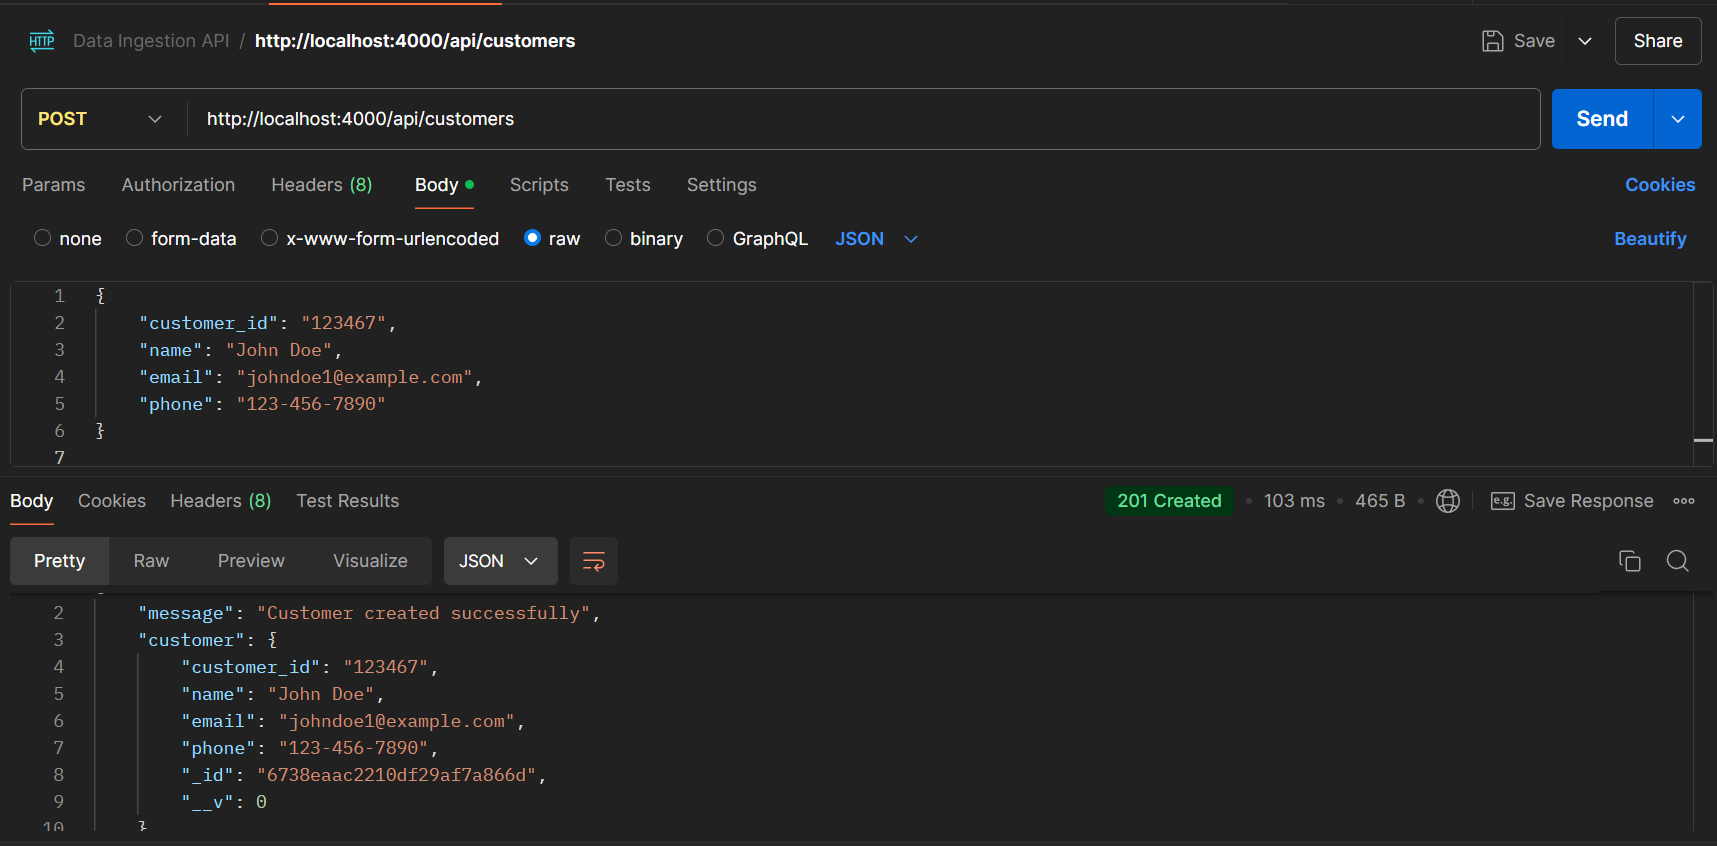 HTTP Data Ingestion API / http://localhost:4000/api/customers Save Share
POST http://localhost:4000/api/customers Send
Params Authorization Headers (8) Body Scripts Tests Settings Cookies
none form-data x-www-form-urlencoded raw binary GraphQL JSON Beautify
1 {
2 "customer_id": "123467",
3 "name": "John Doe",
4 "email": "johndoe1@example.com",
5 "phone": "123-456-7890"
6 }
7
Body Cookies Headers (8) Test Results 201 Created • 103 ms • 465 B • e.g. Save Response
Pretty Raw Preview Visualize JSON
2 "message": "Customer created successfully",
3 "customer": {
4 "customer_id": "123467",
5 "name": "John Doe",
6 "email": "johndoe1@example.com",
7 "phone": "123-456-7890",
8 "_id": "6738eaac2210df29af7a866d",
9 "__v": 0
10 }